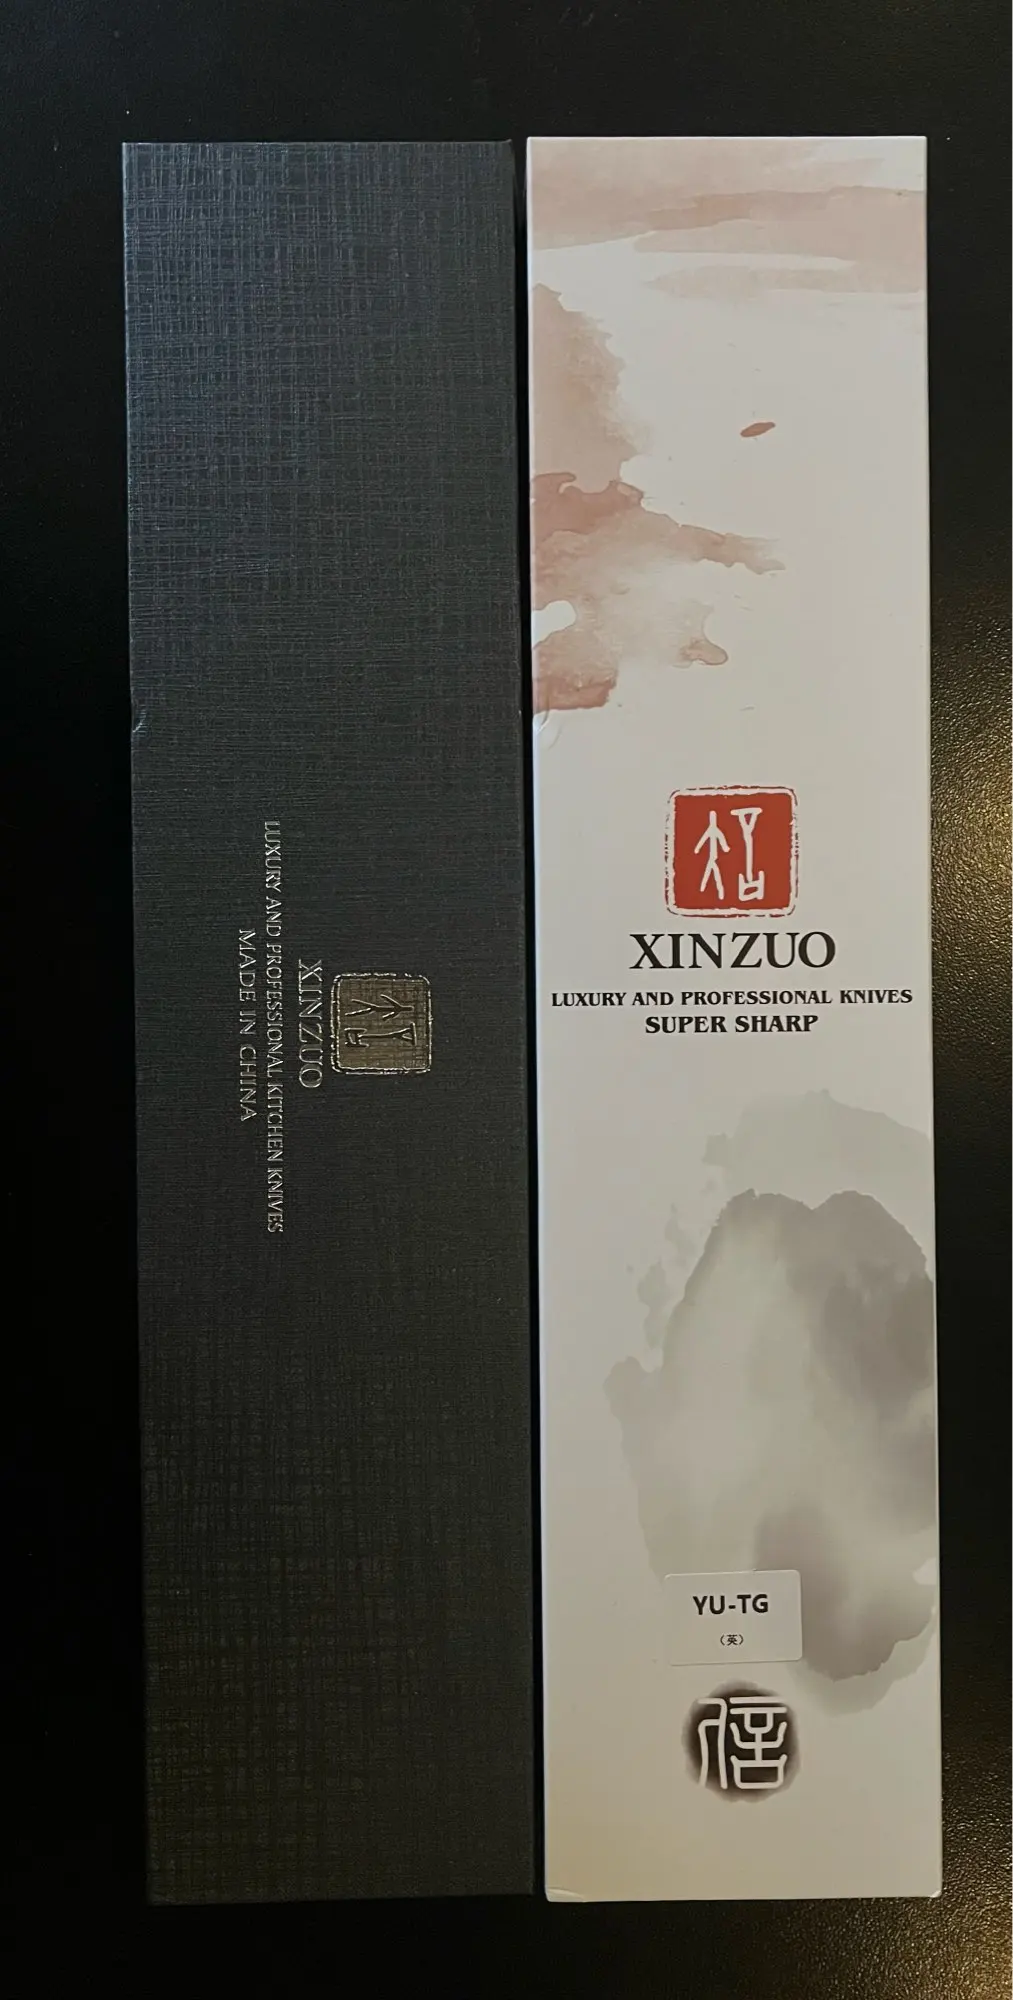 XINZUO
LUXURY AND PROFESSIONAL KITCHEN KNIVES
MADE IN CHINA
XINZUO
LUXURY AND PROFESSIONAL KNIVES
SUPER SHARP
YU-TG
(英)
信